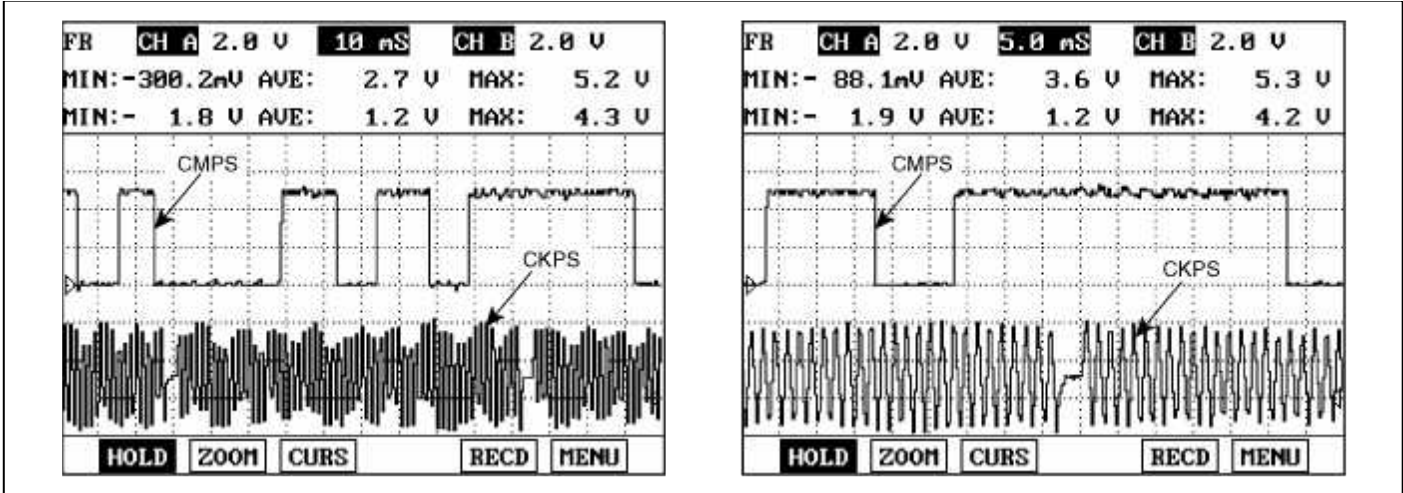 FR CH A 2.0 V 10 mS CH B 2.0 V
MIN:-300.2mV AVE: 2.7 V MAX: 5.2 V
MIN:- 1.8 V AVE: 1.2 V MAX: 4.3 V
CMPS
CKPS
HOLD ZOOM CURS RECD MENU
FR CH A 2.0 V 5.0 mS CH B 2.0 V
MIN:- 88.1mV AVE: 3.6 V MAX: 5.3 V
MIN:- 1.9 V AVE: 1.2 V MAX: 4.2 V
CMPS
CKPS
HOLD ZOOM CURS RECD MENU